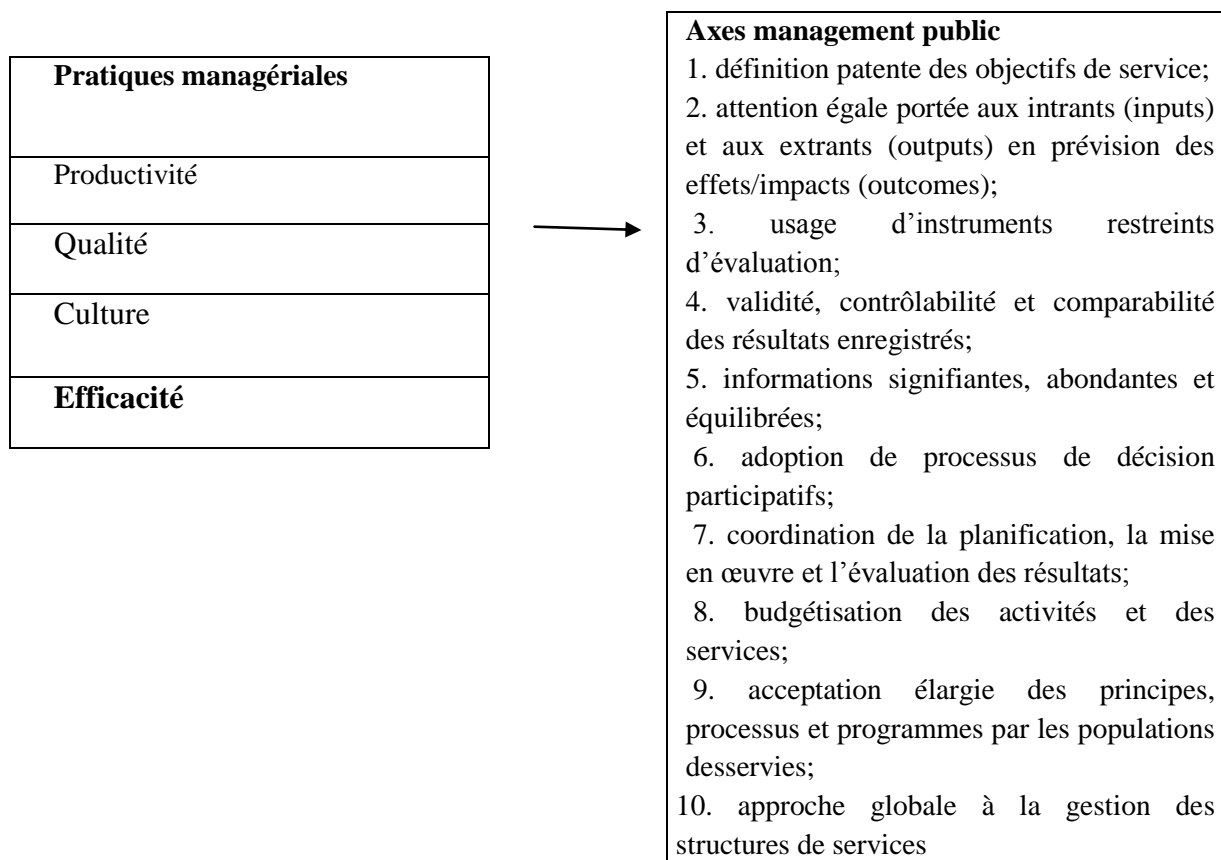 Pratiques managériales
Productivité
Qualité
Culture
Efficacité
Axes management public
1. définition patente des objectifs de service;
2. attention égale portée aux intrants (inputs)
et aux extrants (outputs) en prévision des
effets/impacts (outcomes);
3. usage d’instruments restreints
d’évaluation;
4. validité, contrôlabilité et comparabilité
des résultats enregistrés;
5. informations signifiantes, abondantes et
équilibrées;
6. adoption de processus de décision
participatifs;
7. coordination de la planification, la mise
en œuvre et l’évaluation des résultats;
8. budgétisation des activités et des
services;
9. acceptation élargie des principes,
processus et programmes par les populations
desservies;
10. approche globale à la gestion des
structures de services